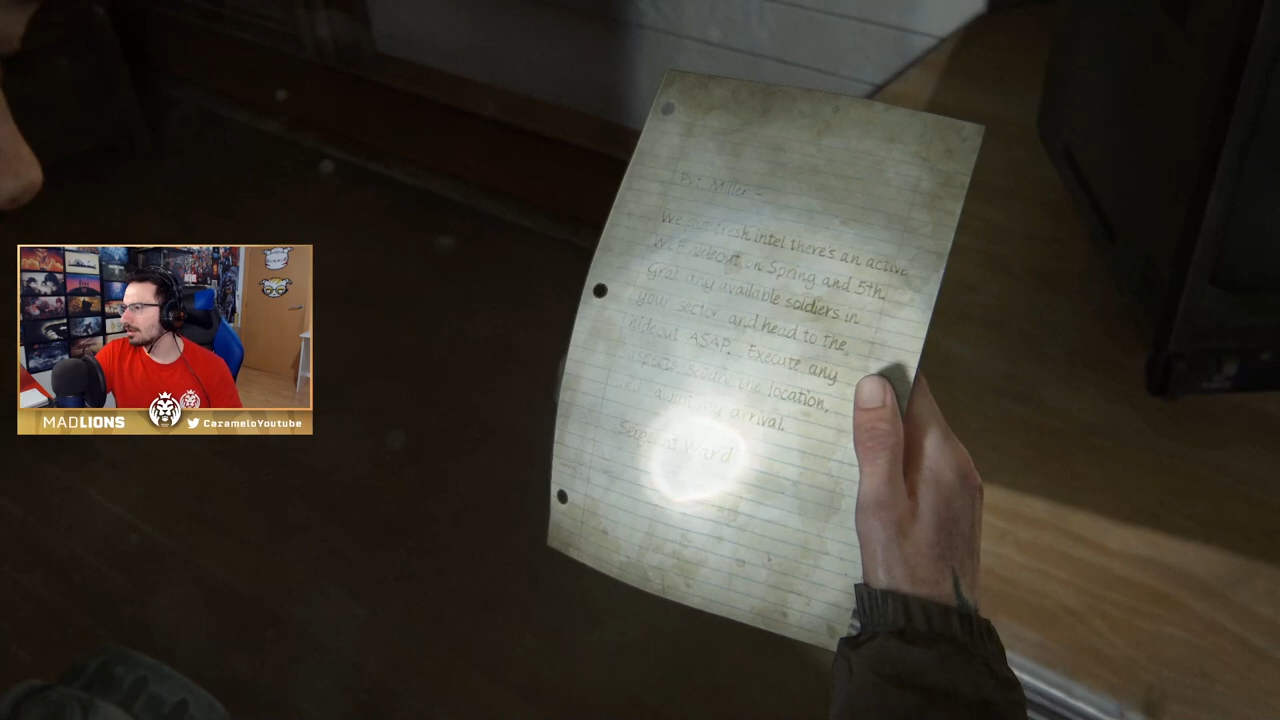 Pvt. Miller -
We got fresh intel there's an active
WLF hideout on Spring and 5th.
Grab any available soldiers in
your sector and head to the
hideout ASAP. Execute any
suspects, secure the location,
and await my arrival.
Sergeant Ward
MADLIONS
CarameloYoutube